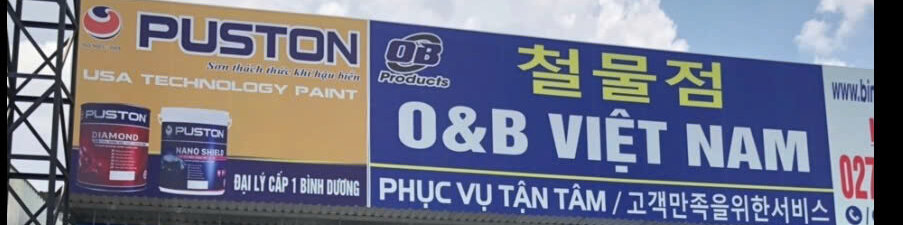 PUSTON
Sơn thách thức khí hậu biển
USA TECHNOLOGY PAINT
PUSTON
DIAMOND
PUSTON
NANO SHIELD
ĐẠI LÝ CẤP 1 BÌNH DƯƠNG
OB
Products
철물점
O&B VIỆT NAM
PHỤC VỤ TẬN TÂM / 고객만족을위한서비스
www.bin
027